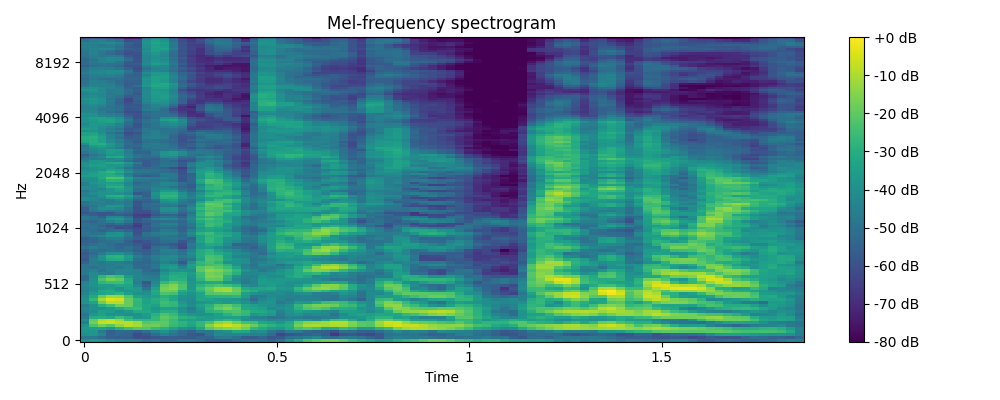 Mel-frequency spectrogram
8192
4096
2048
1024
512
0
Hz
0
0.5
1
1.5
Time
+0 dB
-10 dB
-20 dB
-30 dB
-40 dB
-50 dB
-60 dB
-70 dB
-80 dB